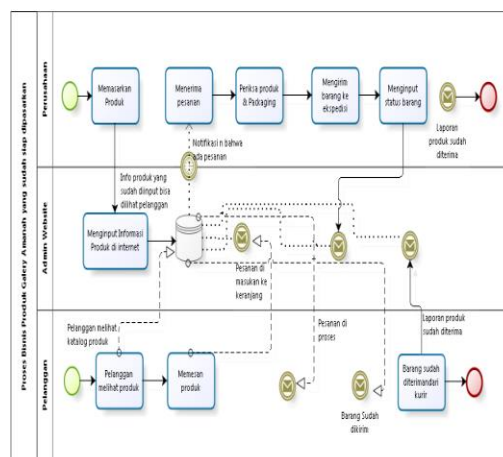 Proses Bisnis Produk Galery Amanah yang sudah siap dipasarkan
Perusahaan
Memasarkan
Produk
Menerima
pesanan
Periksa produk
& Packaging
Mengirim
barang ke
ekspedisi
Menginput
status barang
Laporan
produk sudah
diterima
Notifikasi n bahwa
ada pesanan
Admin Website
Info produk yang
sudah diinput bisa
dilihat pelanggan
Menginput Informasi
Produk di internet
Pesanan di
masukan ke
keranjang
Pelanggan
Pelanggan melihat
katalog produk
Pelanggan
melihat produk
Memesan
produk
Pesanan di
proses
Barang Sudah
dikirim
Laporan produk
sudah diterima
Barang sudah
diterimandari
kurir